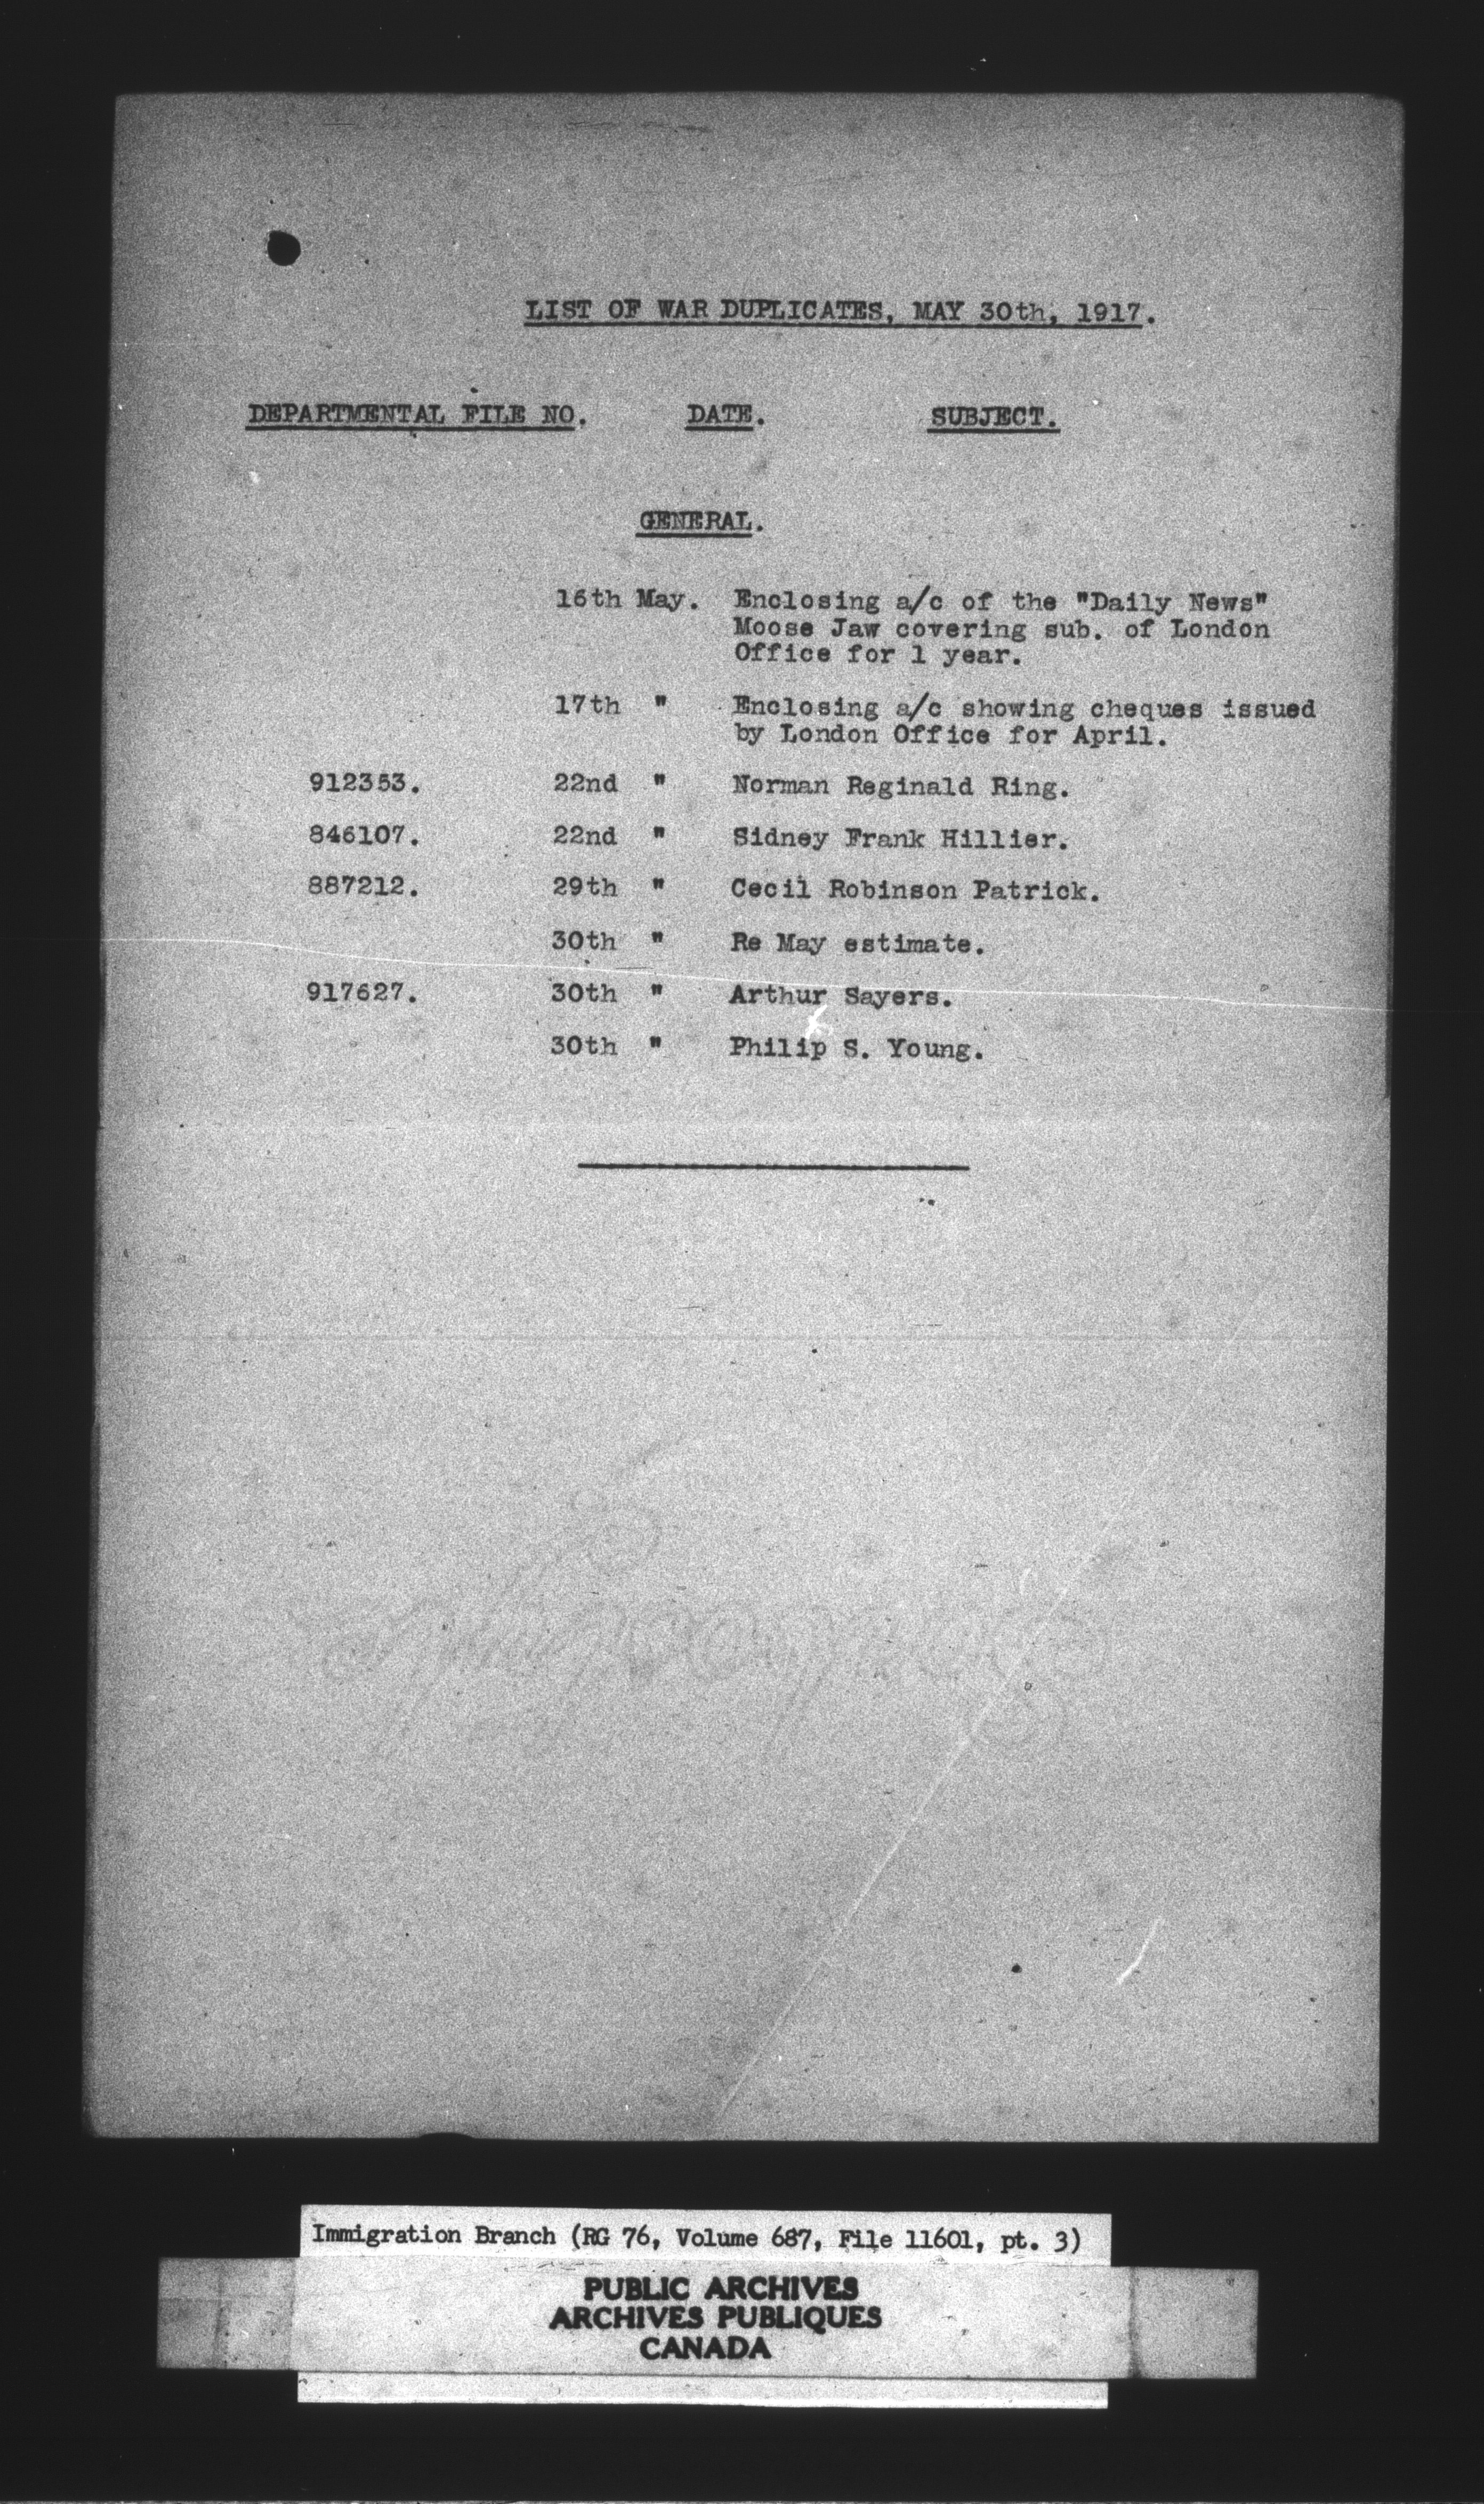 LIST OF WAR DUPLICATES, MAY 30th, 1917.
DEPARTMENTAL FILE NO. DATE. SUBJECT.
GENERAL.
16th May. Enclosing a/c of the "Daily News"
Moose Jaw covering sub. of London
Office for 1 year.
17th " Enclosing a/c showing cheques issued
by London Office for April.
912353. 22nd " Norman Reginald Ring.
846107. 22nd " Sidney Frank Hillier.
887212. 29th " Cecil Robinson Patrick.
30th " Re May estimate.
917627. 30th " Arthur Sayers.
30th " Philip S. Young.
Immigration Branch (RG 76, Volume 687, File 11601, pt. 3)
PUBLIC ARCHIVES
ARCHIVES PUBLIQUES
CANADA